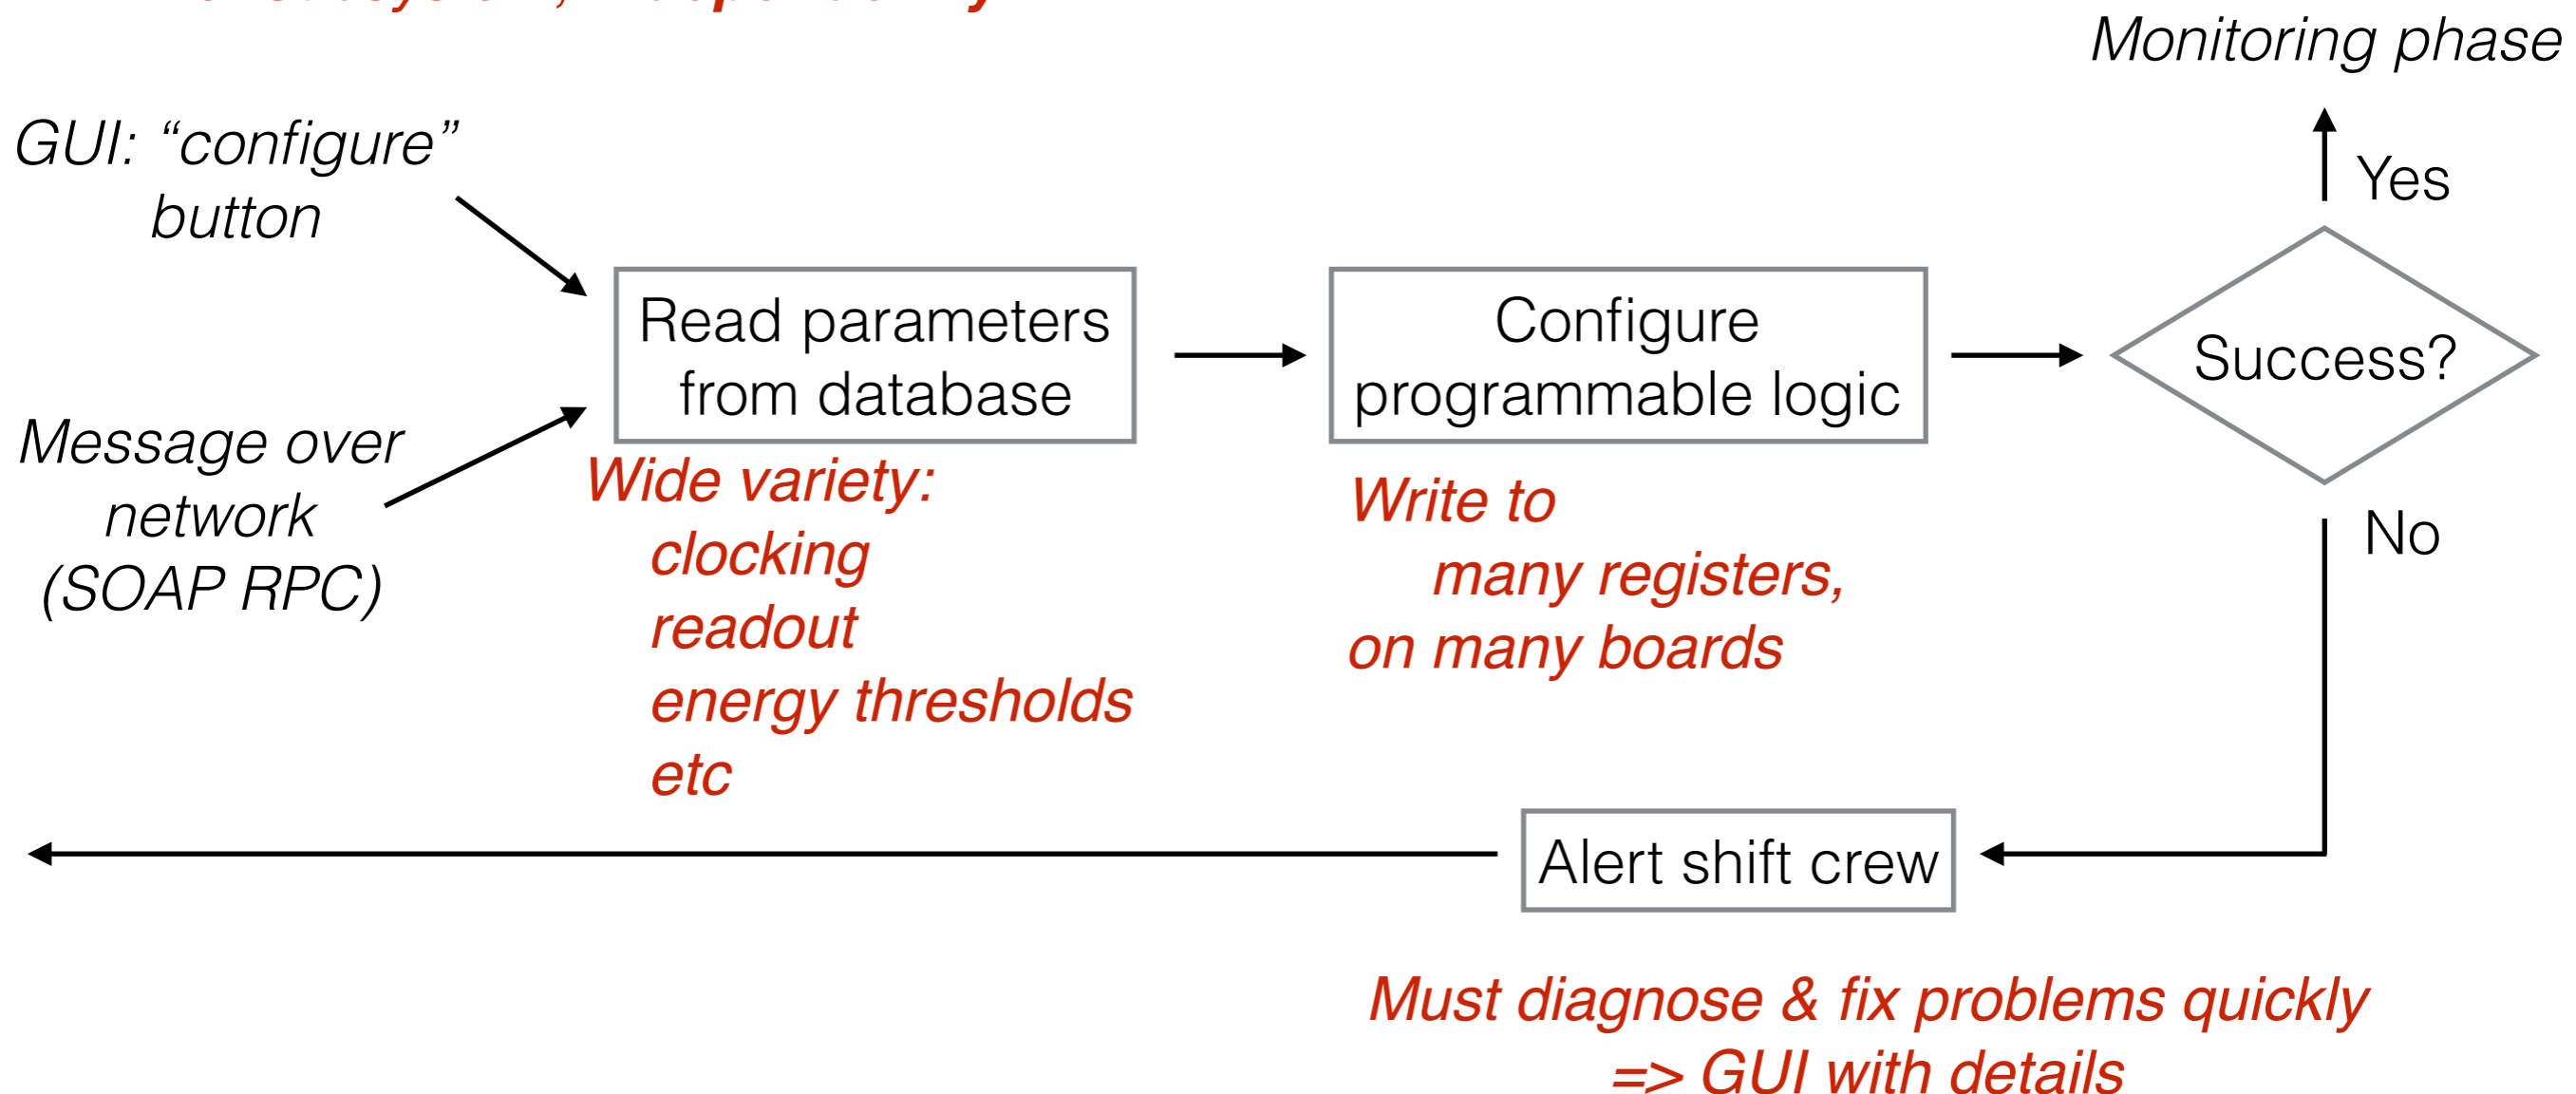 Monitoring phase
GUI: “configure”
button
Yes
Read parameters
from database
Configure
programmable logic
Success?
Message over
network
(SOAP RPC)
Wide variety:
clocking
readout
energy thresholds
etc
Write to
many registers,
on many boards
No
Alert shift crew
Must diagnose & fix problems quickly
=> GUI with details